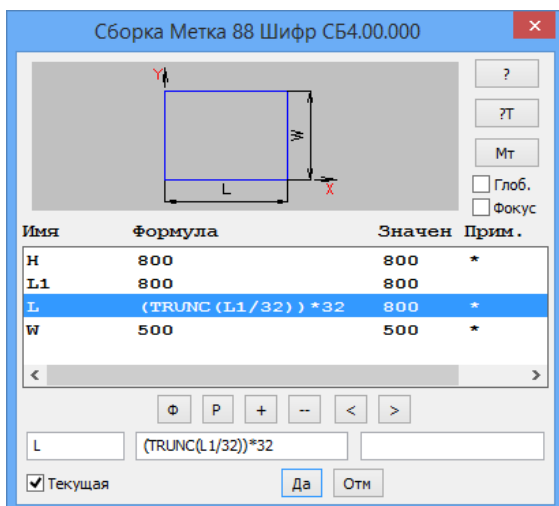 Сборка Метка 88 Шифр СБ4.00.000
×
Y
?
?Т
W
Мт
L
X
Глоб.
Фокус
Имя Формула Значен Прим.
H 800 800 *
L1 800 800
L (TRUNC(L1/32))*32 800 *
W 500 500 *
< >
Ф Р + -- < >
L (TRUNC(L1/32))*32
Текущая Да Отм